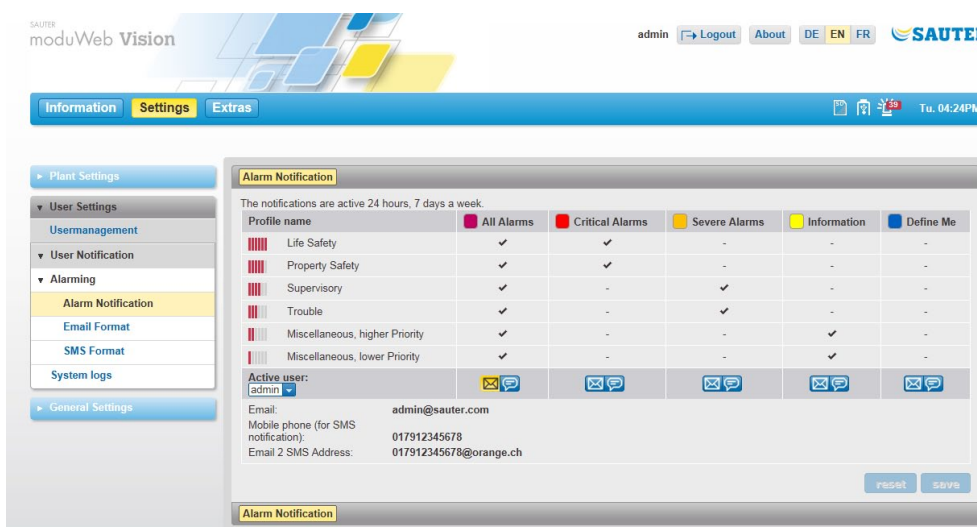 SAUTER
moduWeb Vision
admin Logout About DE EN FR SAUTER
Information Settings Extras 39 Tu. 04:24PM
Plant Settings
User Settings
Usermanagement
User Notification
Alarming
Alarm Notification
Email Format
SMS Format
System logs
General Settings
Alarm Notification
The notifications are active 24 hours, 7 days a week.
Profile name All Alarms Critical Alarms Severe Alarms Information Define Me
Life Safety ✔ ✔ - - -
Property Safety ✔ ✔ - - -
Supervisory ✔ - ✔ - -
Trouble ✔ - ✔ - -
Miscellaneous, higher Priority ✔ - - ✔ -
Miscellaneous, lower Priority ✔ - - ✔ -
Active user:
admin
Email: admin@sauter.com
Mobile phone (for SMS
notification): 017912345678
Email 2 SMS Address: 017912345678@orange.ch
reset save
Alarm Notification